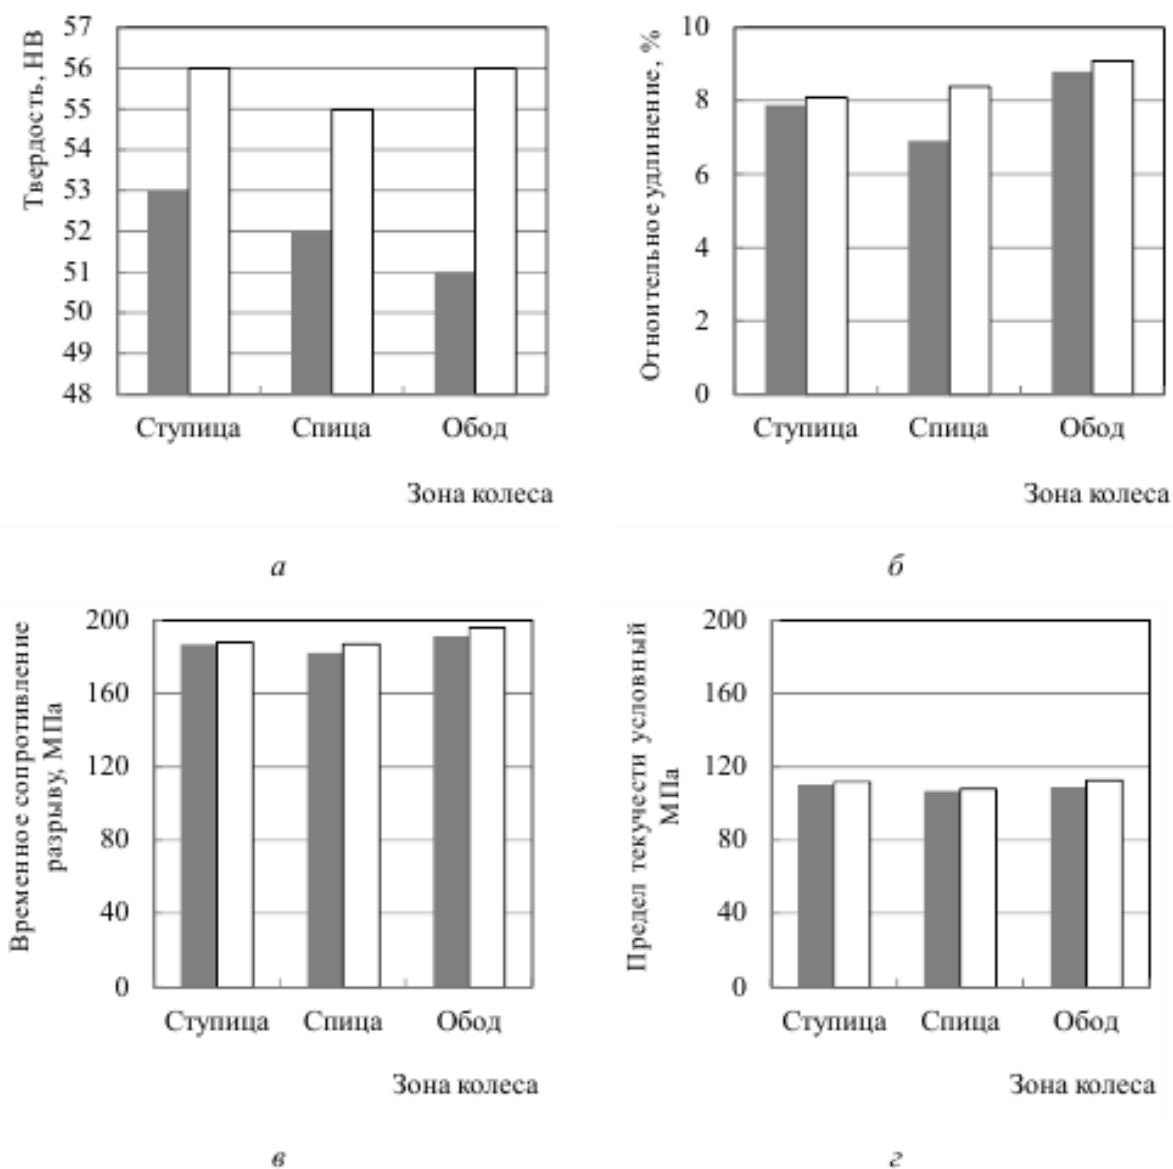 Твердость, НВ
57
56
55
54
53
52
51
50
49
48
Ступица Спица Обод
Зона колеса
а
Относительное удлинение, %
10
8
6
4
2
0
Ступица Спица Обод
Зона колеса
б
Временное сопротивление
разрыву, МПа
200
160
120
80
40
0
Ступица Спица Обод
Зона колеса
в
Предел текучести условный
МПа
200
160
120
80
40
0
Ступица Спица Обод
Зона колеса
г